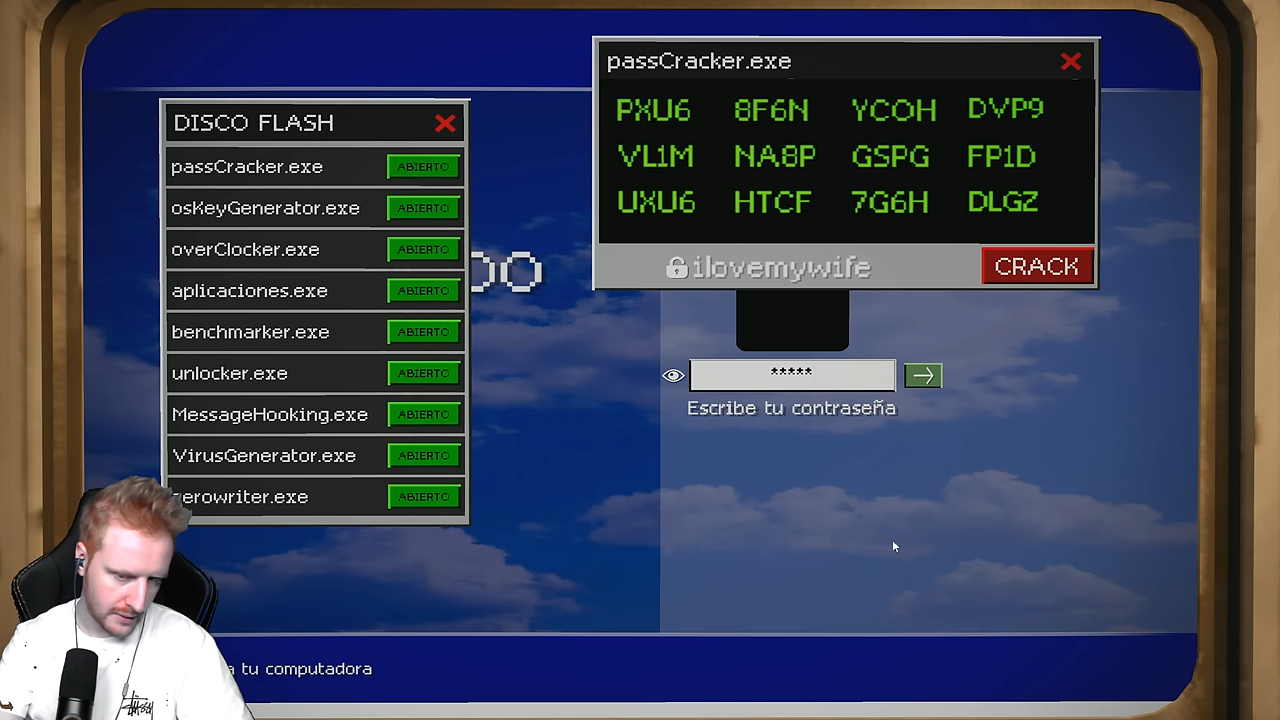 passCracker.exe
PXU6 8F6N YCOH DVP9
VL1M NA8P GSPG FP1D
UXU6 HTCF 7G6H DLGZ
ilovemywife
CRACK
DISCO FLASH
passCracker.exe ABIERTO
osKeyGenerator.exe ABIERTO
overClocker.exe ABIERTO
aplicaciones.exe ABIERTO
benchmarker.exe ABIERTO
unlocker.exe ABIERTO
MessageHooking.exe ABIERTO
VirusGenerator.exe ABIERTO
zerowriter.exe ABIERTO
*****
Escribe tu contraseña
tu computadora